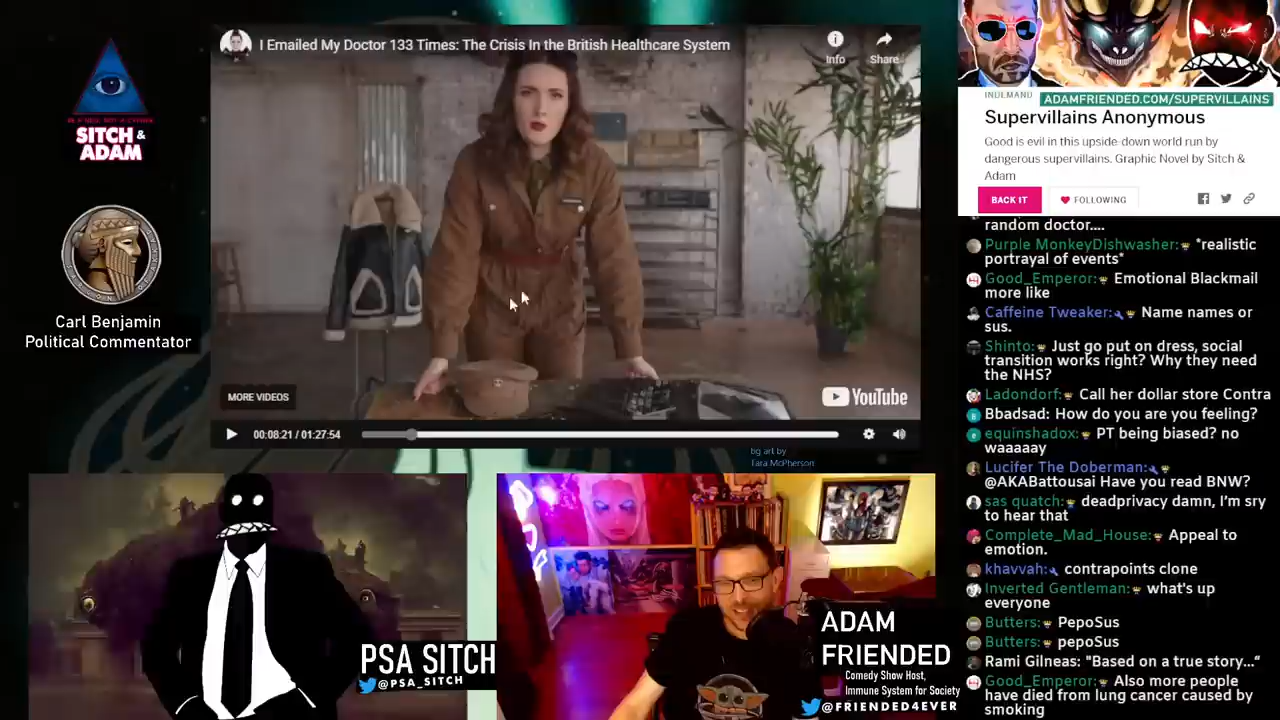 I Emailed My Doctor 133 Times: The Crisis In the British Healthcare System
Info
Share
SITCH &
ADAM
Carl Benjamin
Political Commentator
MORE VIDEOS
YouTube
00:08:21 / 01:27:54
bg art by
Tara McPherson
PSA SITCH
@PSA_SITCH
ADAM
FRIENDED
Comedy Show Host,
Immune System for Society
@FRIENDED4EVER
INDEMAND
ADAMFRIENDED.COM/SUPERVILLAINS
Supervillains Anonymous
Good is evil in this upside-down world run by
dangerous supervillains. Graphic Novel by Sitch &
Adam
BACK IT
FOLLOWING
random doctor....
Purple MonkeyDishwasher: *realistic
portrayal of events*
Good_Emperor: Emotional Blackmail
more like
Caffeine Tweaker: Name names or
sus.
Shinto: Just go put on dress, social
transition works right? Why they need
the NHS?
Ladondorf: Call her dollar store Contra
Bbadsad: How do you are you feeling?
equinshadox: PT being biased? no
waaaay
Lucifer The Doberman:
@AKABattousai Have you read BNW?
sas quatch: deadprivacy damn, I'm sry
to hear that
Complete_Mad_House: Appeal to
emotion.
khavvah: contrapoints clone
Inverted Gentleman: what's up
everyone
Butters: PepoSus
Butters: pepoSus
Rami Gilneas: "Based on a true story..."
Good_Emperor: Also more people
have died from lung cancer caused by
smoking